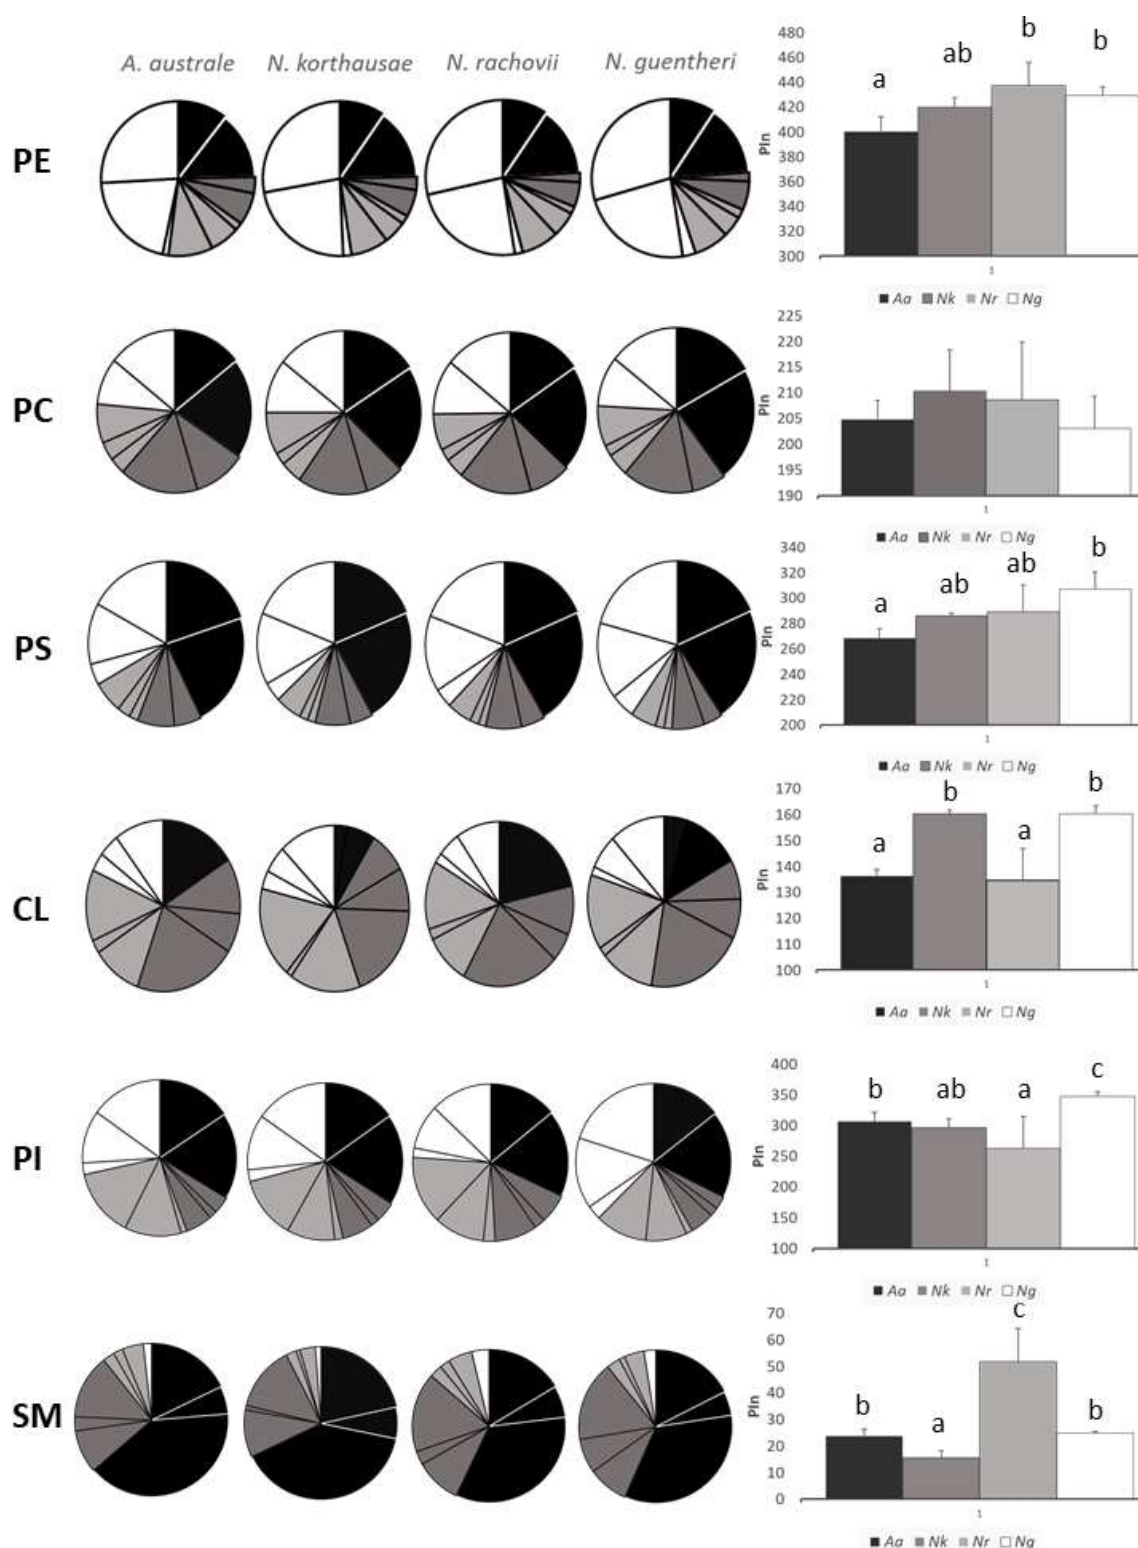 A. australe N. korthausae N. rachovii N. guentheri
PE
480
460
440
420
400
380
360
340
320
300
PIn
a ab b b
1
Aa Nk Nr Ng
PC
225
220
215
210
205
200
195
190
PIn
1
Aa Nk Nr Ng
PS
340
320
300
280
260
240
220
200
PIn
a ab ab b
1
Aa Nk Nr Ng
CL
170
160
150
140
130
120
110
100
PIn
a b a b
1
Aa Nk Nr Ng
PI
400
350
300
250
200
150
100
PIn
b ab a c
1
Aa Nk Nr Ng
SM
70
60
50
40
30
20
10
0
PIn
b a c b
1
Aa Nk Nr Ng